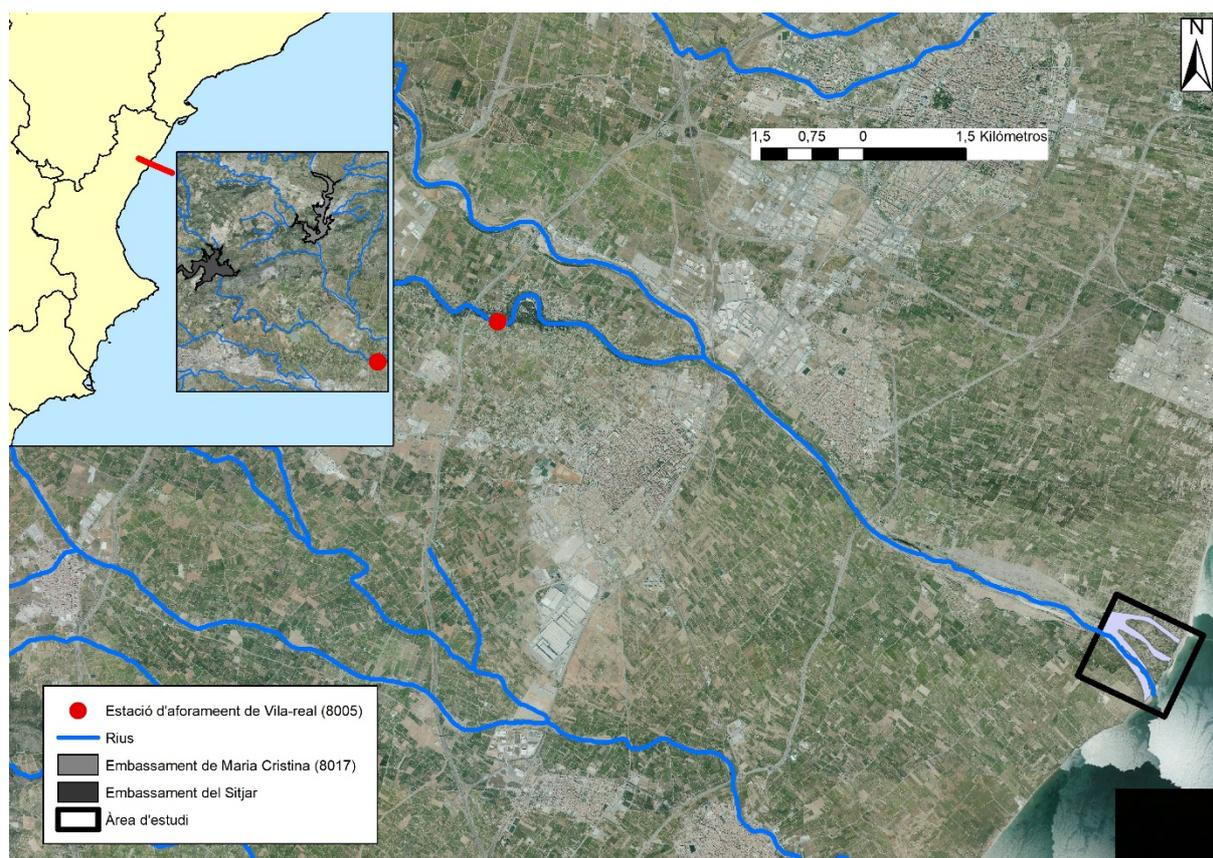 N
1,5 0,75 0 1,5 Kilómetros
Estació d'aforameent de Vila-real (8005)
Rius
Embassament de Maria Cristina (8017)
Embassament del Sitjar
Àrea d'estudi